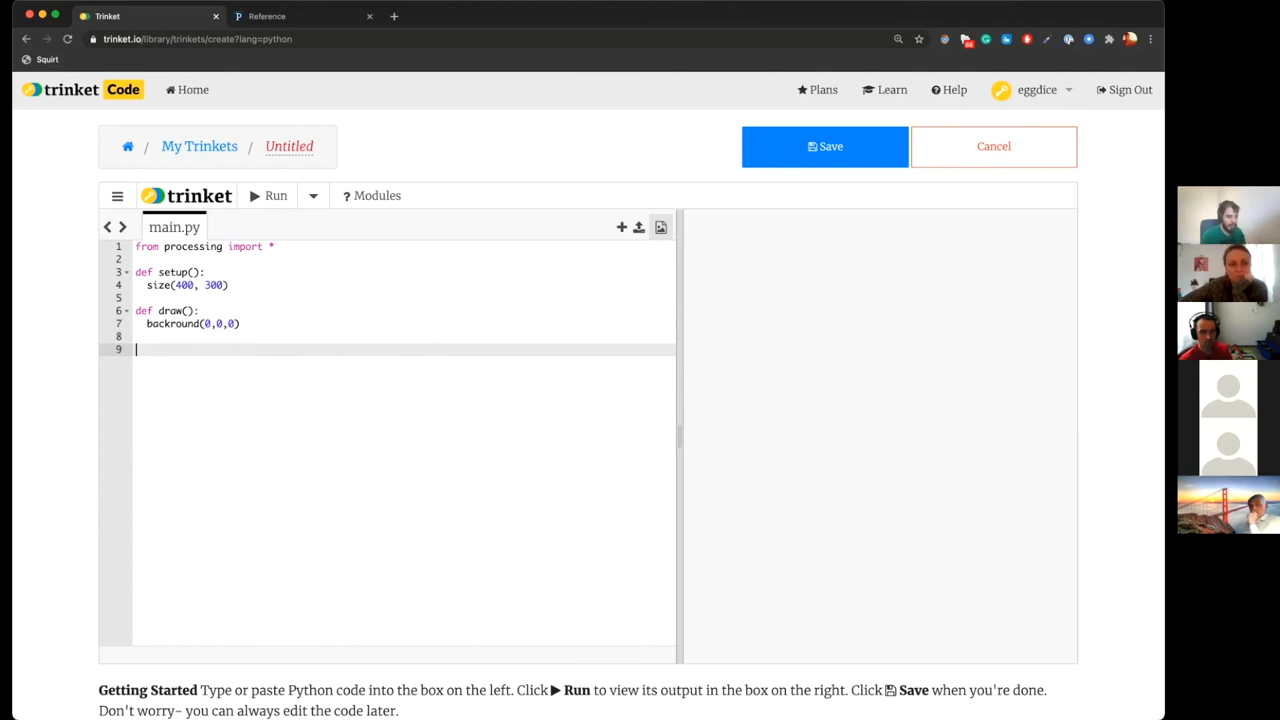 Trinket
Reference
trinket.io/library/trinkets/create?lang=python
Squirt
trinket Code
Home
Plans
Learn
Help
eggdice
Sign Out
/ My Trinkets / Untitled
Save
Cancel
trinket
Run
? Modules
main.py
1 from processing import *
2
3 def setup():
4 size(400, 300)
5
6 def draw():
7 backround(0,0,0)
8
9
Getting Started Type or paste Python code into the box on the left. Click Run to view its output in the box on the right. Click Save when you're done.
Don't worry- you can always edit the code later.